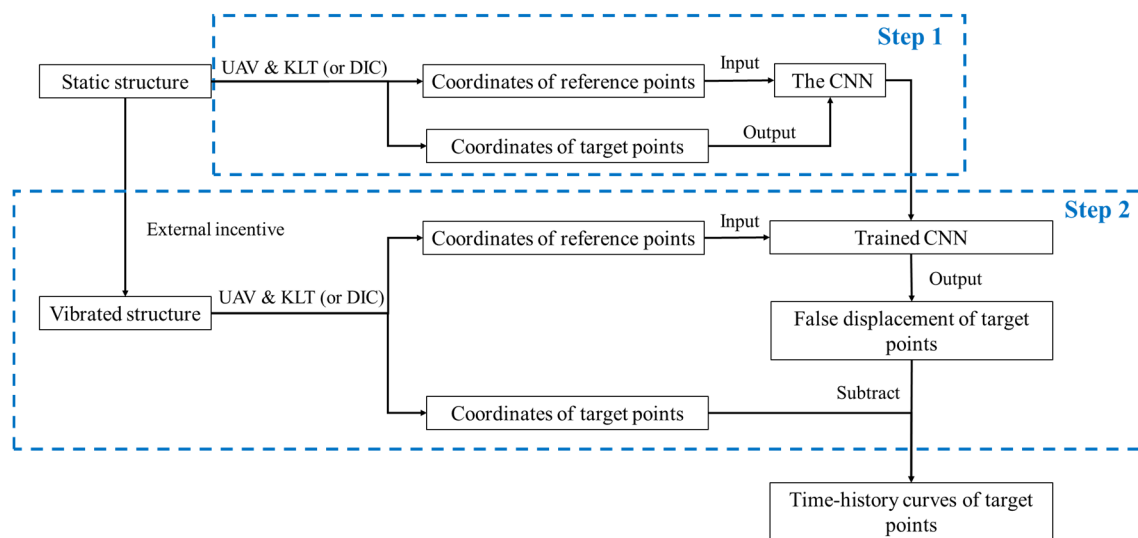 Step 1
Static structure
UAV & KLT (or DIC)
Coordinates of reference points
Input
The CNN
Coordinates of target points
Output
Step 2
External incentive
Coordinates of reference points
Input
Trained CNN
Output
Vibrated structure
UAV & KLT (or DIC)
False displacement of target
points
Subtract
Coordinates of target points
Time-history curves of target
points